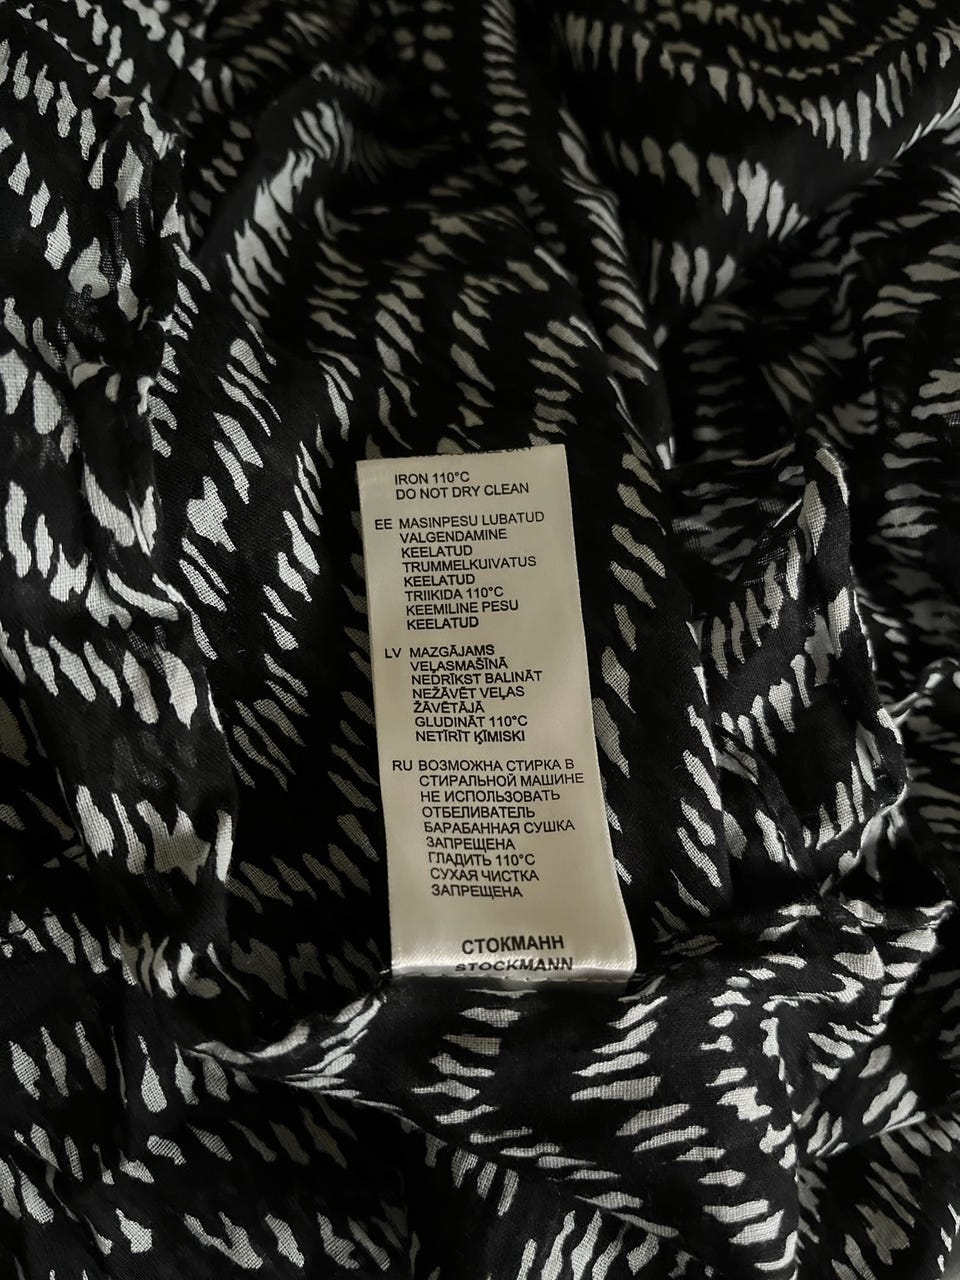 IRON 110°C
DO NOT DRY CLEAN
EE MASINPESU LUBATUD
VALGENDAMINE
KEELATUD
TRUMMELKUIVATUS
KEELATUD
TRIIKIDA 110°C
KEEMILINE PESU
KEELATUD
LV MAZGĀJAMS
VEĻASMAŠĪNĀ
NEDRĪKST BALINĀT
NEŽĀVĒT VEĻAS
ŽĀVĒTĀJĀ
GLUDINĀT 110°C
NETĪRĪT ĶĪMISKI
RU ВОЗМОЖНА СТИРКА В
СТИРАЛЬНОЙ МАШИНЕ
НЕ ИСПОЛЬЗОВАТЬ
ОТБЕЛИВАТЕЛЬ
БАРАБАННАЯ СУШКА
ЗАПРЕЩЕНА
ГЛАДИТЬ 110°C
СУХАЯ ЧИСТКА
ЗАПРЕЩЕНА
СТОКМАНН
STOCKMANN